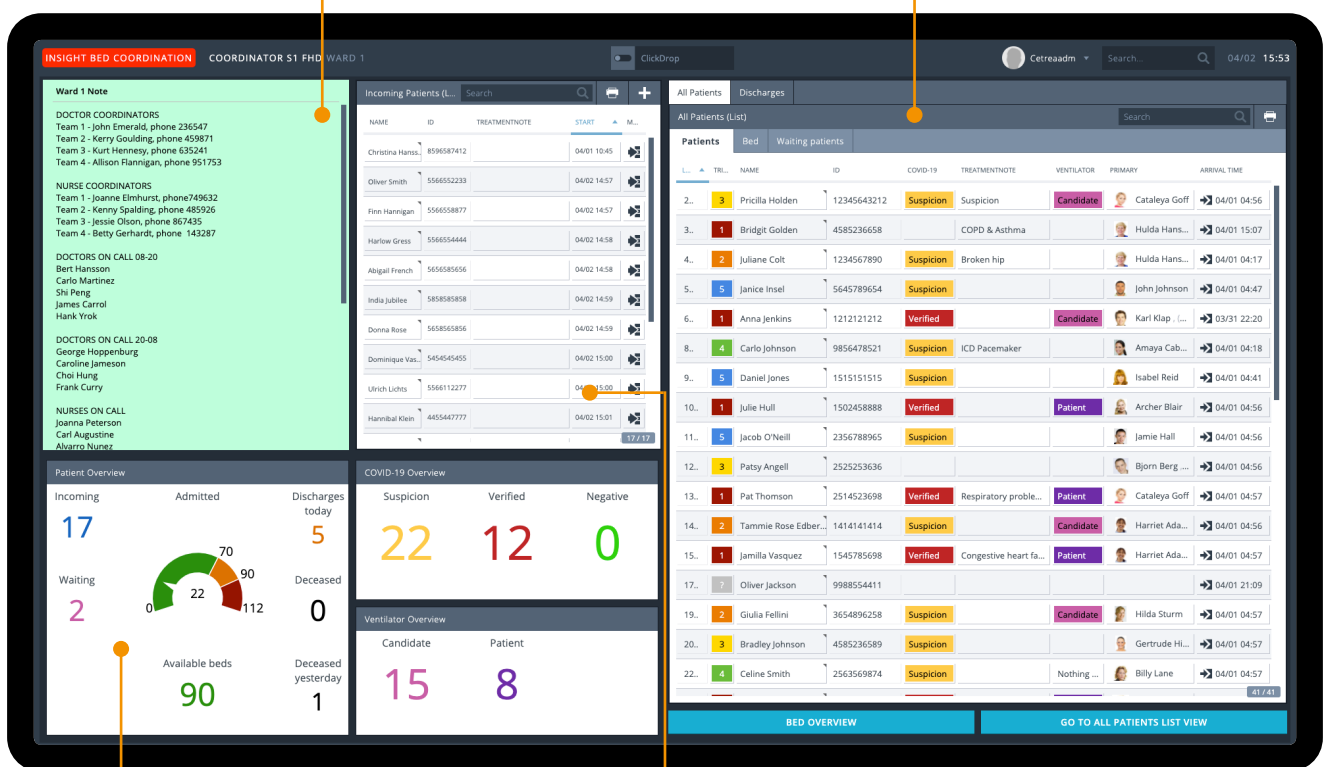 INSIGHT BED COORDINATION COORDINATOR S1 FHD WARD 1 ClickDrop Cetreaadm Search... 04/02 15:53
Ward 1 Note
DOCTOR COORDINATORS
Team 1 - John Emerald, phone 236547
Team 2 - Kerry Goulding, phone 459871
Team 3 - Kurt Hennesy, phone 635241
Team 4 - Allison Flannigan, phone 951753
NURSE COORDINATORS
Team 1 - Joanne Elmhurst, phone749632
Team 2 - Kenny Spalding, phone 485926
Team 3 - Jessie Olson, phone 867435
Team 4 - Betty Gerhardt, phone 143287
DOCTORS ON CALL 08-20
Bert Hansson
Carlo Martinez
Shi Peng
James Carrol
Hank Yrok
DOCTORS ON CALL 20-08
George Hoppenburg
Caroline Jameson
Choi Hung
Frank Curry
NURSES ON CALL
Joanna Peterson
Carl Augustine
Alvarro Nunez
Incoming Patients (L... Search
NAME ID TREATMENTNOTE START M...
Christina Hanss.. 8596587412 04/01 10:45
Oliver Smith 5566552233 04/02 14:57
Finn Hannigan 5566558877 04/02 14:57
Harlow Gress 5566554444 04/02 14:58
Abigail French 5656585656 04/02 14:58
India Jubilee 5858585858 04/02 14:59
Donna Rose 5658565856 04/02 14:59
Dominique Vas.. 5454545455 04/02 15:00
Ulrich Lichts 5566112277 15:00
Hannibal Klein 4455447777 04/02 15:01
17 / 17
All Patients Discharges
All Patients (List) Search
Patients Bed Waiting patients
L... TRI... NAME ID COVID-19 TREATMENTNOTE VENTILATOR PRIMARY ARRIVAL TIME
2.. 3 Pricilla Holden 12345643212 Suspicion Suspicion Candidate Cataleya Goff 04/01 04:56
3.. 1 Bridgit Golden 4585236658 COPD & Asthma Hulda Hans... 04/01 15:07
4.. 2 Juliane Colt 1234567890 Suspicion Broken hip Hulda Hans... 04/01 04:17
5.. 5 Janice Insel 5645789654 Suspicion John Johnson 04/01 04:47
6.. 1 Anna Jenkins 1212121212 Verified Candidate Karl Klap . (... 03/31 22:20
8.. 4 Carlo Johnson 9856478521 Suspicion ICD Pacemaker Amaya Cab... 04/01 04:18
9.. 5 Daniel Jones 1515151515 Suspicion Isabel Reid 04/01 04:41
10.. 1 Julie Hull 1502458888 Verified Patient Archer Blair 04/01 04:56
11.. 5 Jacob O'Neill 2356788965 Suspicion Jamie Hall 04/01 04:56
12.. 3 Patsy Angell 2525253636 Bjorn Berg ... 04/01 04:56
13.. 1 Pat Thomson 2514523698 Verified Respiratory proble... Patient Cataleya Goff 04/01 04:57
14.. 2 Tammie Rose Edber... 1414141414 Suspicion Candidate Harriet Ada... 04/01 04:56
15.. 1 Jamilla Vasquez 1545785698 Verified Congestive heart fa... Patient Harriet Ada... 04/01 04:57
17.. ? Oliver Jackson 9988554411 04/01 21:09
19.. 2 Giulia Fellini 3654896258 Suspicion Candidate Hilda Sturm 04/01 04:57
20.. 3 Bradley Johnson 4585236589 Suspicion Gertrude Hi... 04/01 04:57
22.. 4 Celine Smith 2563569874 Suspicion Nothing ... Billy Lane 04/01 04:57
41 / 41
BED OVERVIEW GO TO ALL PATIENTS LIST VIEW
Patient Overview
Incoming Admitted Discharges
today
17 5
70
90
22
0 112
Waiting Deceased
2 0
Available beds Deceased
yesterday
90 1
COVID-19 Overview
Suspicion Verified Negative
22 12 0
Ventilator Overview
Candidate Patient
15 8